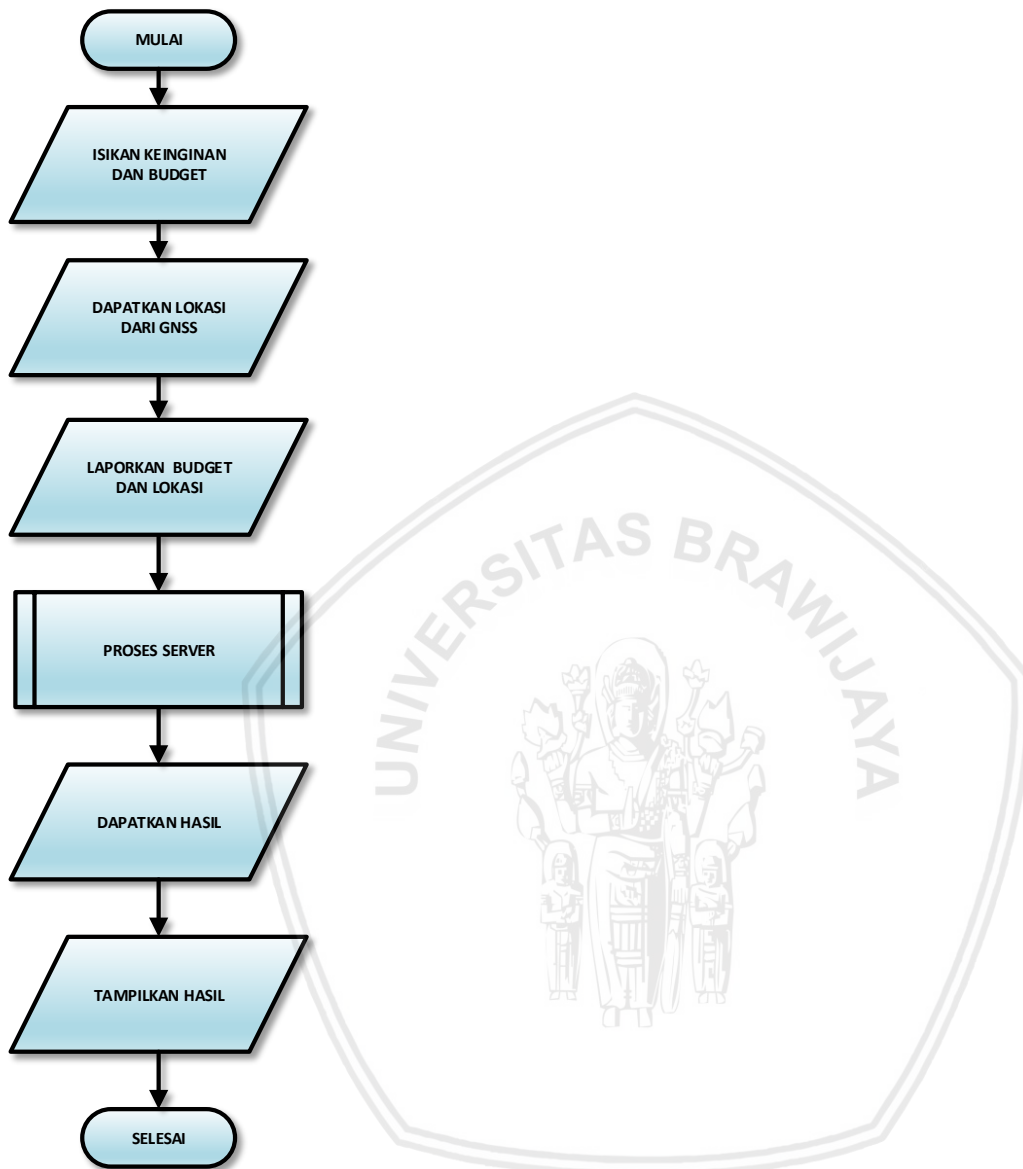 MULAI
ISIKAN KEINGINAN
DAN BUDGET
DAPATKAN LOKASI
DARI GNSS
LAPORKAN BUDGET
DAN LOKASI
UNIVERSITAS BRAWIJAYA
PROSES SERVER
DAPATKAN HASIL
TAMPILKAN HASIL
SELESAI